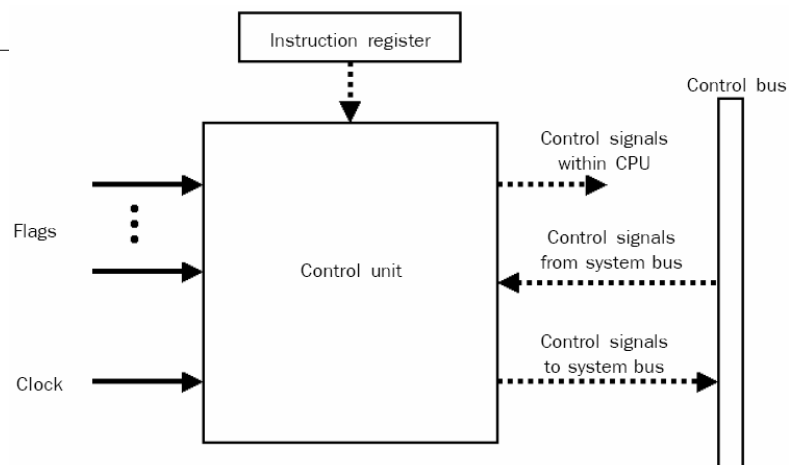 Instruction register
Control bus
Control signals
within CPU
Flags
Control signals
from system bus
Control unit
Control signals
to system bus
Clock